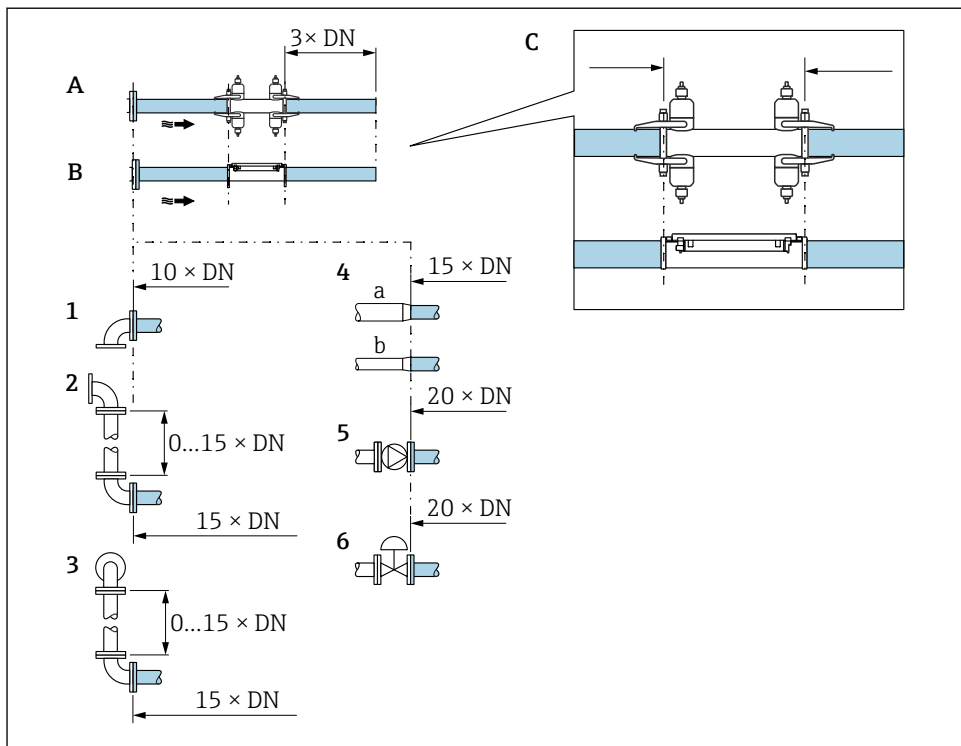 3× DN
C
A
B
10 × DN
4
15 × DN
1
a
b
2
20 × DN
0...15 × DN
5
15 × DN
20 × DN
6
3
0...15 × DN
15 × DN